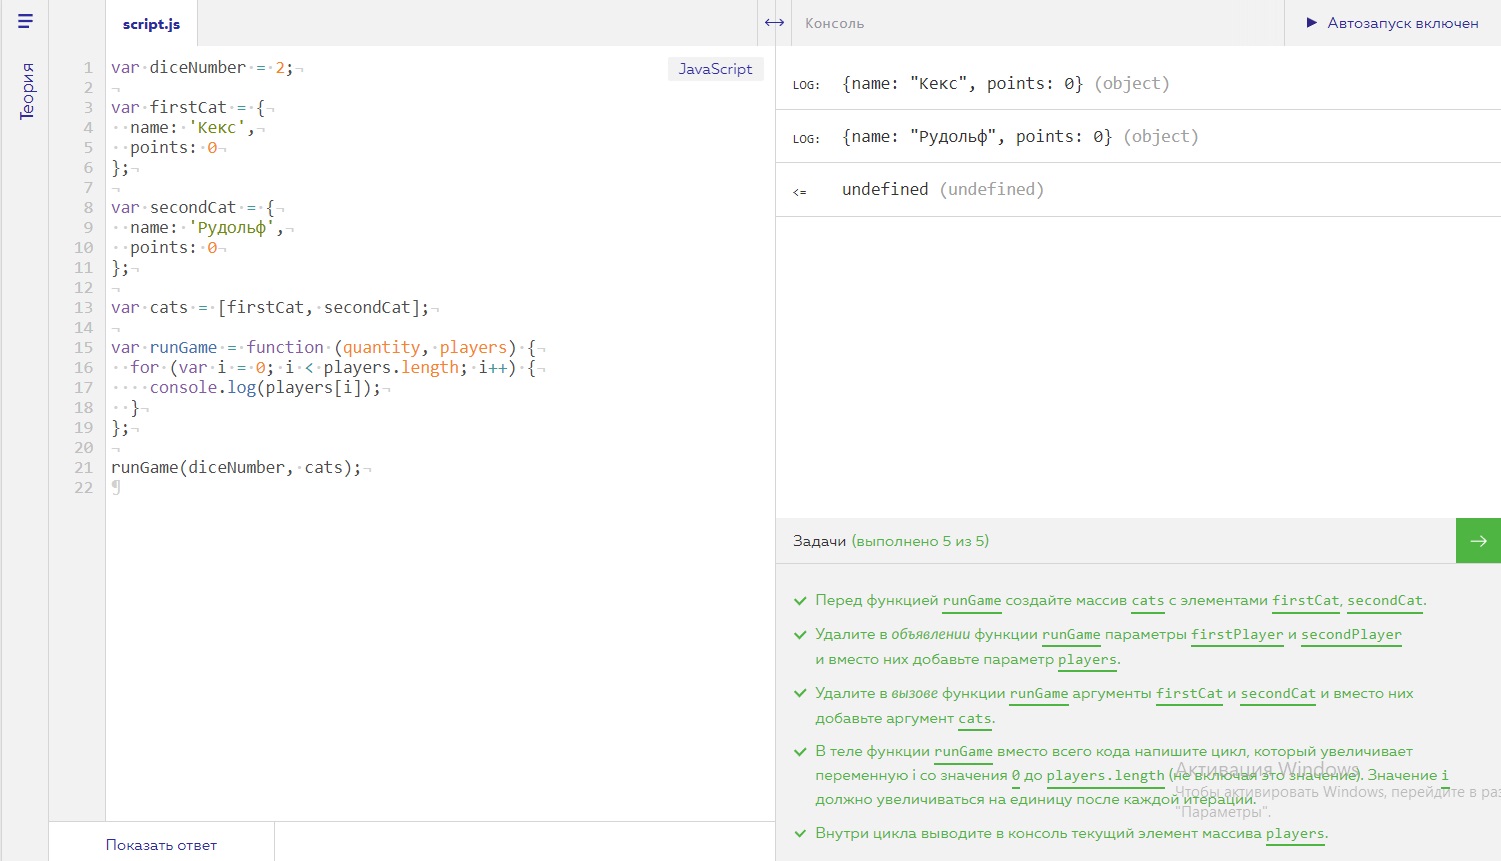 script.js
Консоль
Автозапуск включен
Теория
JavaScript
1 var diceNumber = 2;
2
3 var firstCat = {
4   name: 'Кекс',
5   points: 0
6 };
7
8 var secondCat = {
9   name: 'Рудольф',
10   points: 0
11 };
12
13 var cats = [firstCat, secondCat];
14
15 var runGame = function (quantity, players) {
16   for (var i = 0; i < players.length; i++) {
17     console.log(players[i]);
18   }
19 };
20
21 runGame(diceNumber, cats);
22
Показать ответ
LOG: {name: "Кекс", points: 0} (object)
LOG: {name: "Рудольф", points: 0} (object)
<= undefined (undefined)
Задачи (выполнено 5 из 5)
Перед функцией runGame создайте массив cats с элементами firstCat, secondCat.
Удалите в объявлении функции runGame параметры firstPlayer и secondPlayer
и вместо них добавьте параметр players.
Удалите в вызове функции runGame аргументы firstCat и secondCat и вместо них
добавьте аргумент cats.
В теле функции runGame вместо всего кода напишите цикл, который увеличивает
переменную i со значения 0 до players.length (не включая это значение). Значение i
должно увеличиваться на единицу после каждой итерации.
Внутри цикла выводите в консоль текущий элемент массива players.
Активация Windows
Чтобы активировать Windows, перейдите в раз
"Параметры".